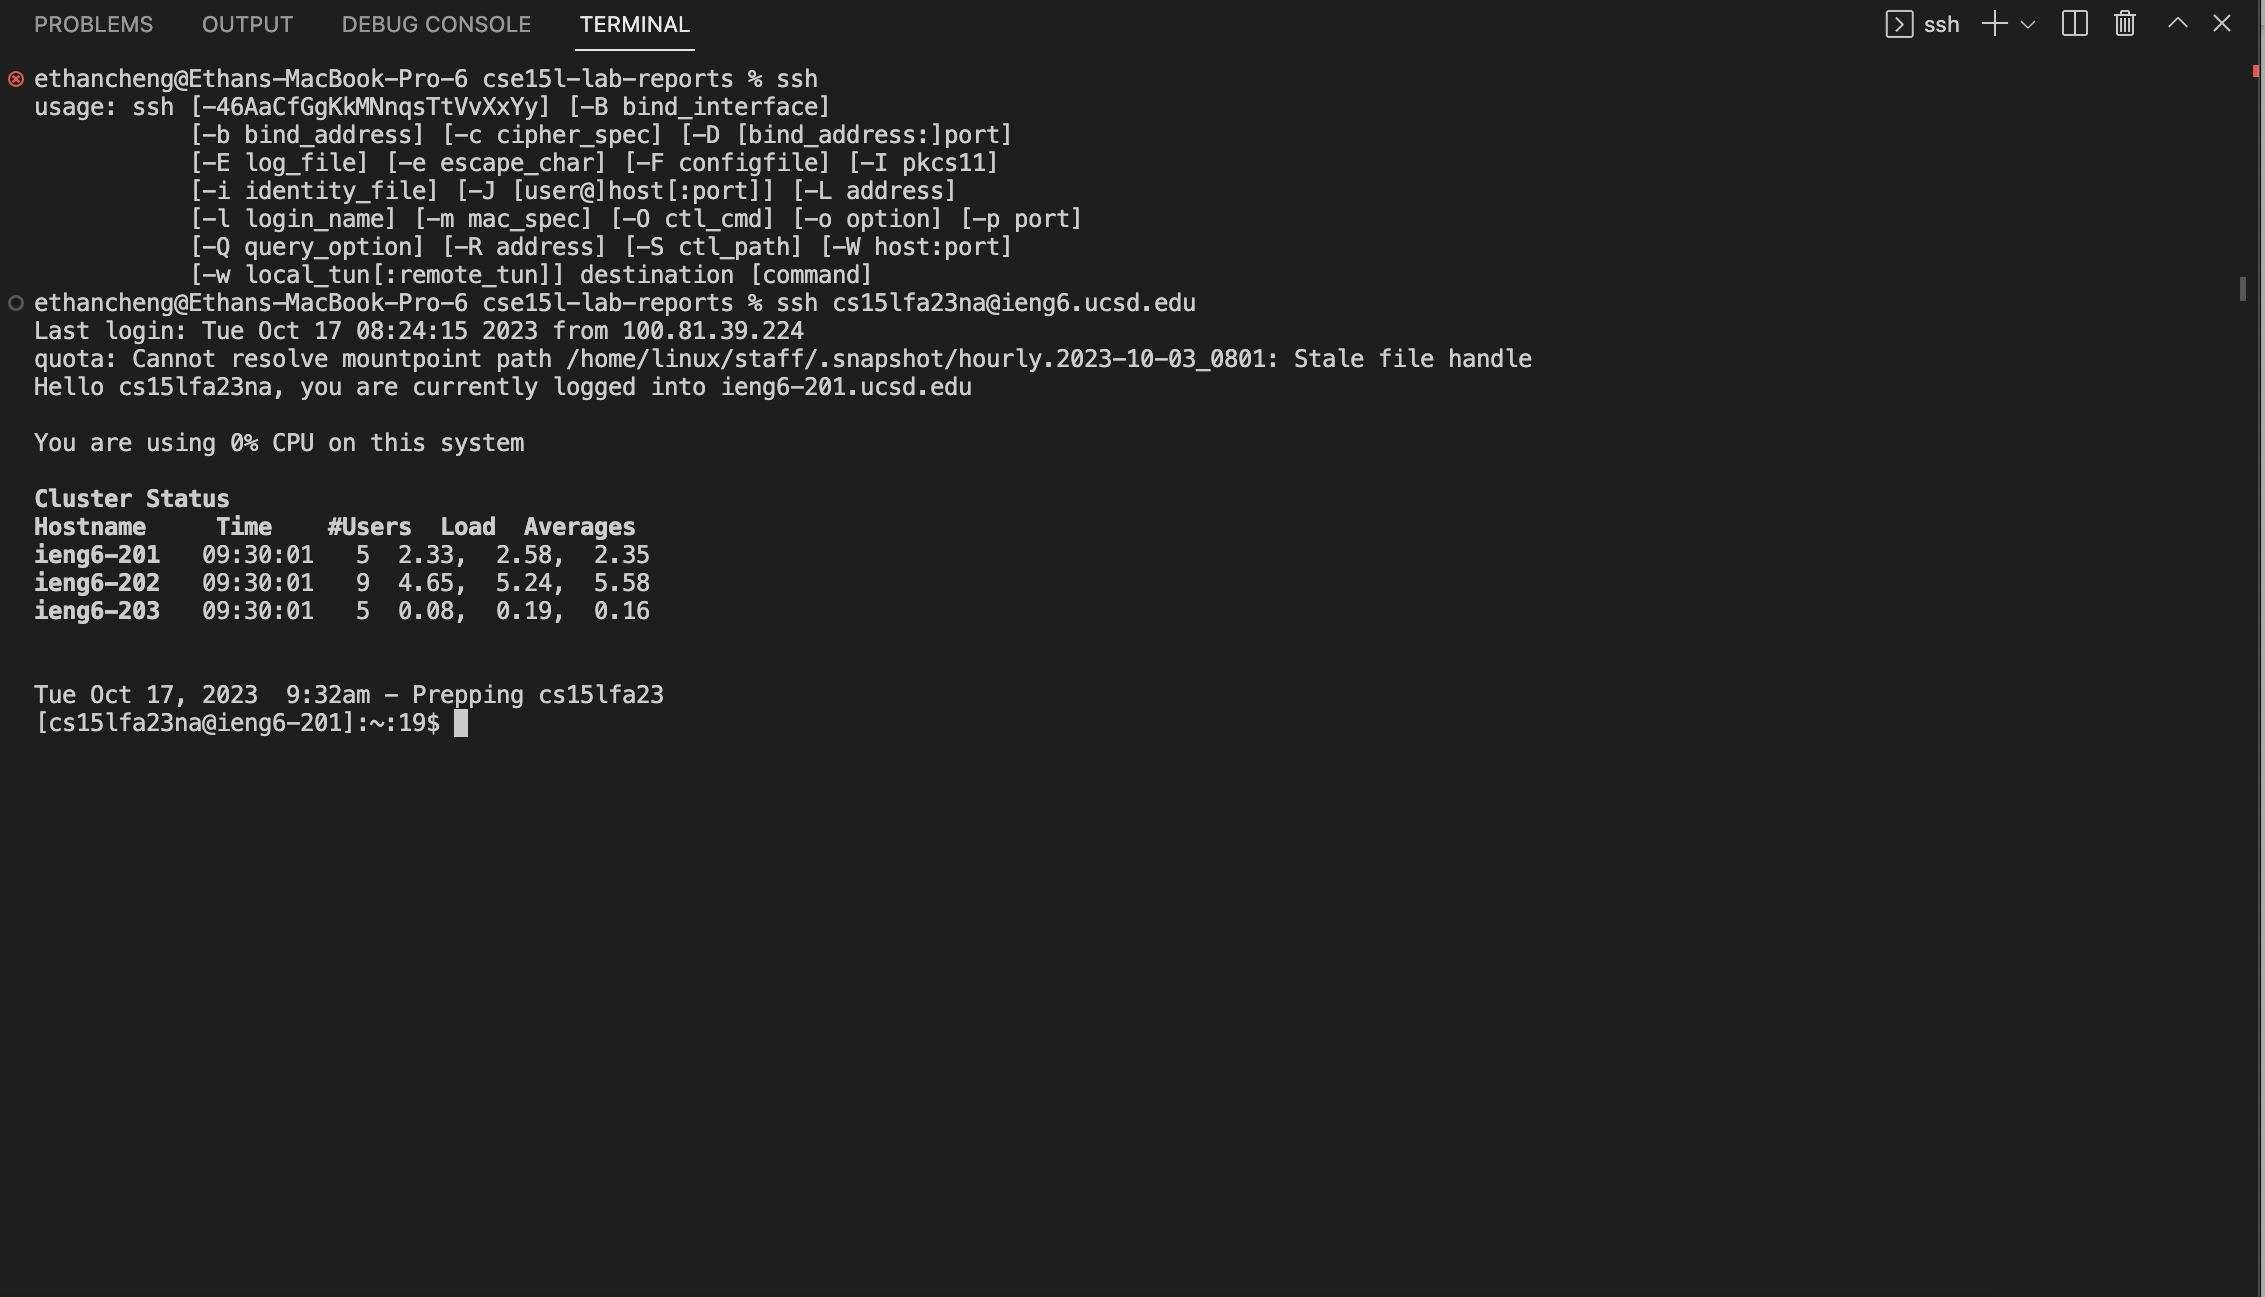 PROBLEMS OUTPUT DEBUG CONSOLE TERMINAL ssh
ethancheng@Ethans-MacBook-Pro-6 cse15l-lab-reports % ssh
usage: ssh [-46AaCfGgKkMNnqsTtVvXxYy] [-B bind_interface]
           [-b bind_address] [-c cipher_spec] [-D [bind_address:]port]
           [-E log_file] [-e escape_char] [-F configfile] [-I pkcs11]
           [-i identity_file] [-J [user@]host[:port]] [-L address]
           [-l login_name] [-m mac_spec] [-O ctl_cmd] [-o option] [-p port]
           [-Q query_option] [-R address] [-S ctl_path] [-W host:port]
           [-w local_tun[:remote_tun]] destination [command]
ethancheng@Ethans-MacBook-Pro-6 cse15l-lab-reports % ssh cs15lfa23na@ieng6.ucsd.edu
Last login: Tue Oct 17 08:24:15 2023 from 100.81.39.224
quota: Cannot resolve mountpoint path /home/linux/staff/.snapshot/hourly.2023-10-03_0801: Stale file handle
Hello cs15lfa23na, you are currently logged into ieng6-201.ucsd.edu
You are using 0% CPU on this system
Cluster Status
Hostname     Time    #Users  Load  Averages
ieng6-201   09:30:01   5  2.33,  2.58,  2.35
ieng6-202   09:30:01   9  4.65,  5.24,  5.58
ieng6-203   09:30:01   5  0.08,  0.19,  0.16
Tue Oct 17, 2023  9:32am - Prepping cs15lfa23
[cs15lfa23na@ieng6-201]:~:19$